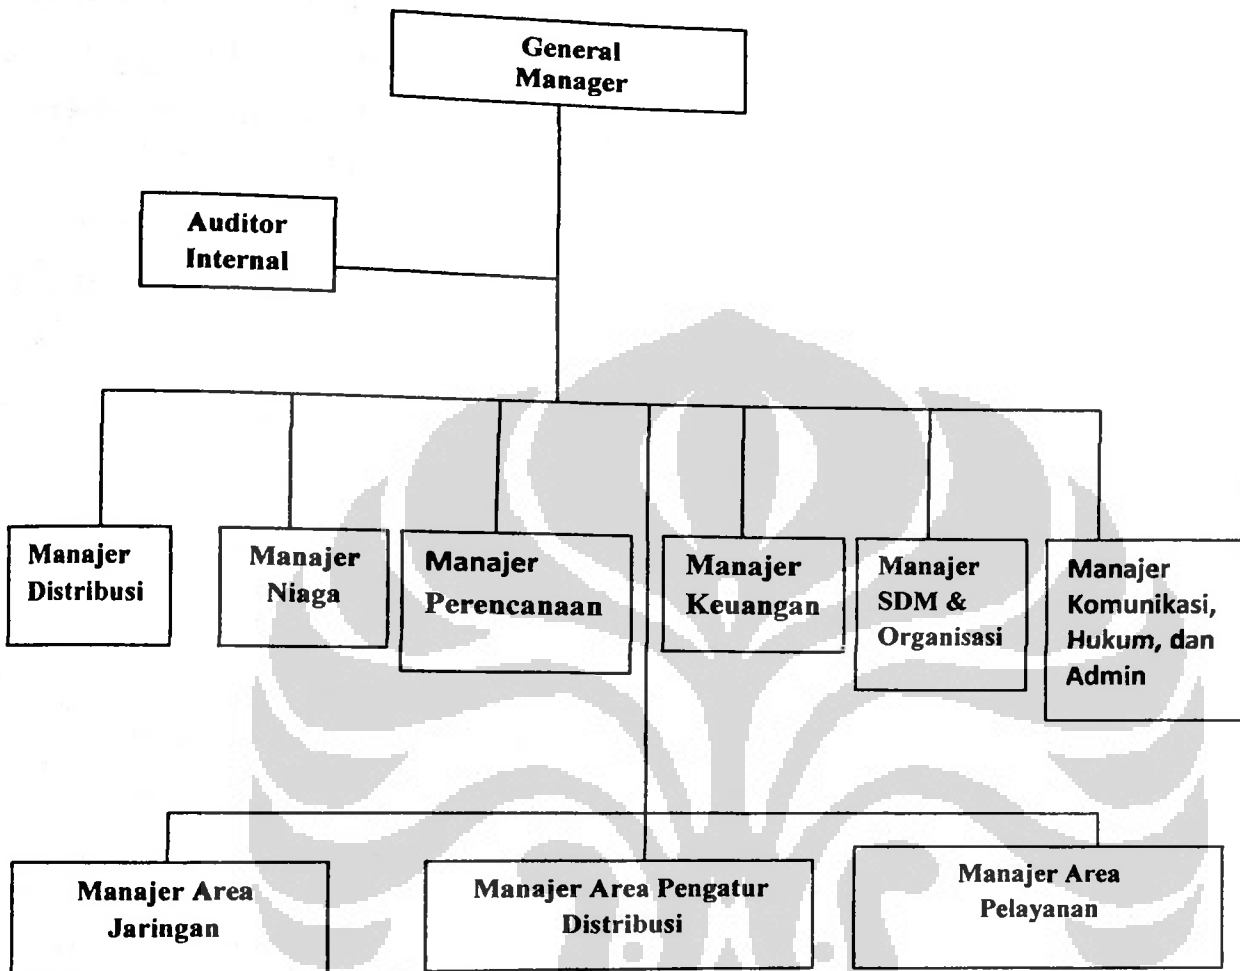 General
Manager
Auditor
Internal
Manajer
Distribusi
Manajer
Niaga
Manajer
Perencanaan
Manajer
Keuangan
Manajer
SDM &
Organisasi
Manajer
Komunikasi,
Hukum, dan
Admin
Manajer Area
Jaringan
Manajer Area Pengatur
Distribusi
Manajer Area
Pelayanan